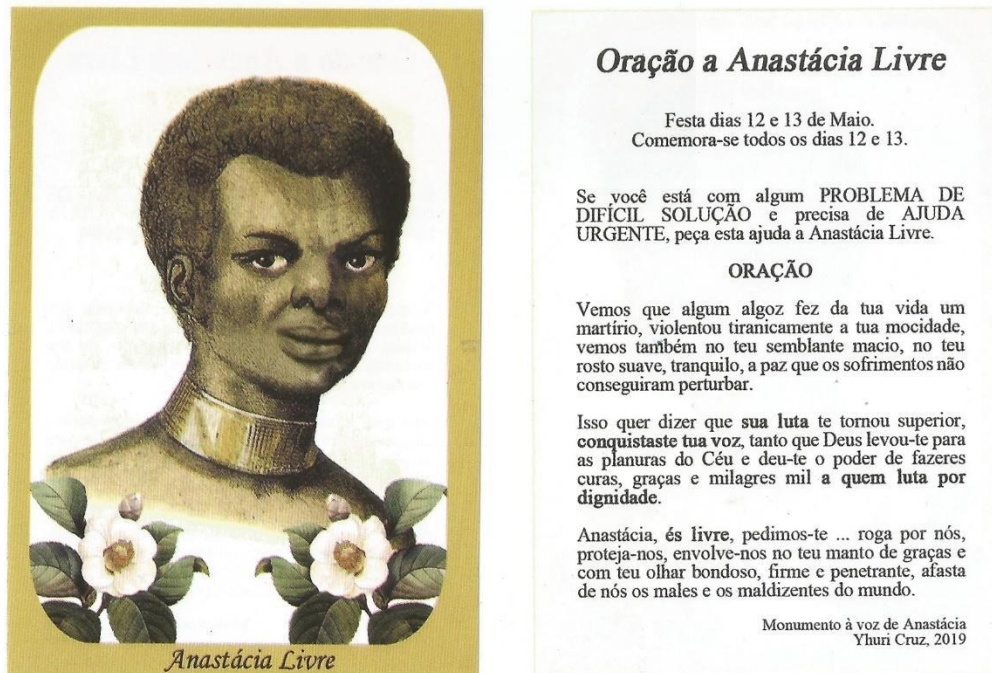 Anastácia Livre
Oração a Anastácia Livre
Festa dias 12 e 13 de Maio.
Comemora-se todos os dias 12 e 13.
Se você está com algum PROBLEMA DE
DIFÍCIL SOLUÇÃO e precisa de AJUDA
URGENTE, peça esta ajuda a Anastácia Livre.
ORAÇÃO
Vemos que algum algoz fez da tua vida um
martírio, violentou tiranicamente a tua mocidade,
vemos também no teu semblante macio, no teu
rosto suave, tranquilo, a paz que os sofrimentos não
conseguiram perturbar.
Isso quer dizer que sua luta te tornou superior,
conquistaste tua voz, tanto que Deus levou-te para
as planuras do Céu e deu-te o poder de fazeres
curas, graças e milagres mil a quem luta por
dignidade.
Anastácia, és livre, pedimos-te ... roga por nós,
proteja-nos, envolve-nos no teu manto de graças e
com teu olhar bondoso, firme e penetrante, afasta
de nós os males e os maldizentes do mundo.
Monumento à voz de Anastácia
Yhuri Cruz, 2019